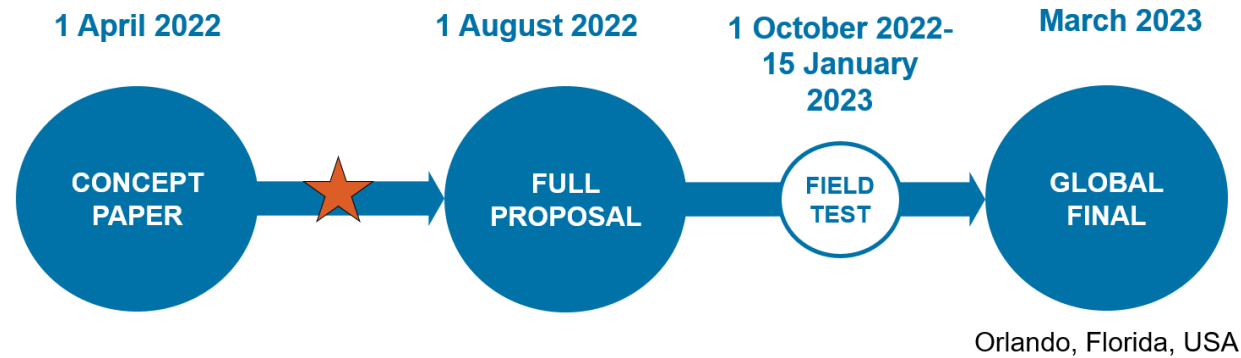 1 April 2022
CONCEPT
PAPER
1 August 2022
FULL
PROPOSAL
1 October 2022-
15 January
2023
FIELD
TEST
March 2023
GLOBAL
FINAL
Orlando, Florida, USA